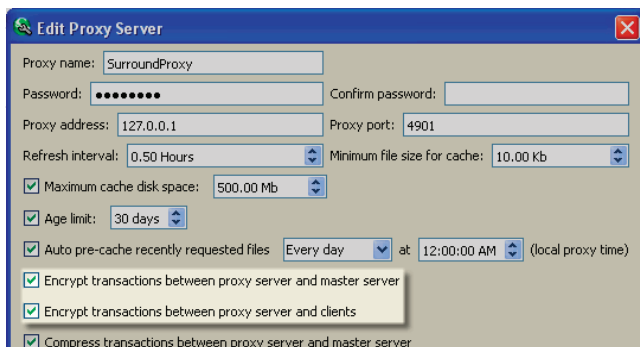 Edit Proxy Server
Proxy name: SurroundProxy
Password: ●●●●●●●● Confirm password:
Proxy address: 127.0.0.1 Proxy port: 4901
Refresh interval: 0.50 Hours Minimum file size for cache: 10.00 Kb
Maximum cache disk space: 500.00 Mb
Age limit: 30 days
Auto pre-cache recently requested files Every day at 12:00:00 AM (local proxy time)
Encrypt transactions between proxy server and master server
Encrypt transactions between proxy server and clients
Compress transactions between proxy server and master server